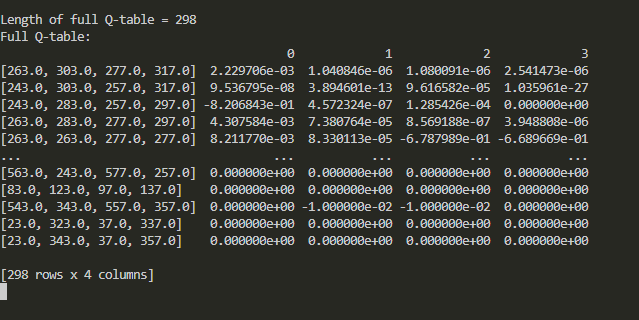 Length of full Q-table = 298
Full Q-table:
0 1 2 3
[263.0, 303.0, 277.0, 317.0] 2.229706e-03 1.040846e-06 1.080091e-06 2.541473e-06
[243.0, 303.0, 257.0, 317.0] 9.536795e-08 3.894601e-13 9.616582e-05 1.035961e-27
[243.0, 283.0, 257.0, 297.0] -8.206843e-01 4.572324e-07 1.285426e-04 0.000000e+00
[263.0, 283.0, 277.0, 297.0] 4.307584e-03 7.380764e-05 8.569188e-07 3.948808e-06
[263.0, 263.0, 277.0, 277.0] 8.211770e-03 8.330113e-05 -6.787989e-01 -6.689669e-01
... ... ... ... ...
[563.0, 243.0, 577.0, 257.0] 0.000000e+00 0.000000e+00 0.000000e+00 0.000000e+00
[83.0, 123.0, 97.0, 137.0] 0.000000e+00 0.000000e+00 0.000000e+00 0.000000e+00
[543.0, 343.0, 557.0, 357.0] 0.000000e+00 -1.000000e-02 -1.000000e-02 0.000000e+00
[23.0, 323.0, 37.0, 337.0] 0.000000e+00 0.000000e+00 0.000000e+00 0.000000e+00
[23.0, 343.0, 37.0, 357.0] 0.000000e+00 0.000000e+00 0.000000e+00 0.000000e+00
[298 rows x 4 columns]